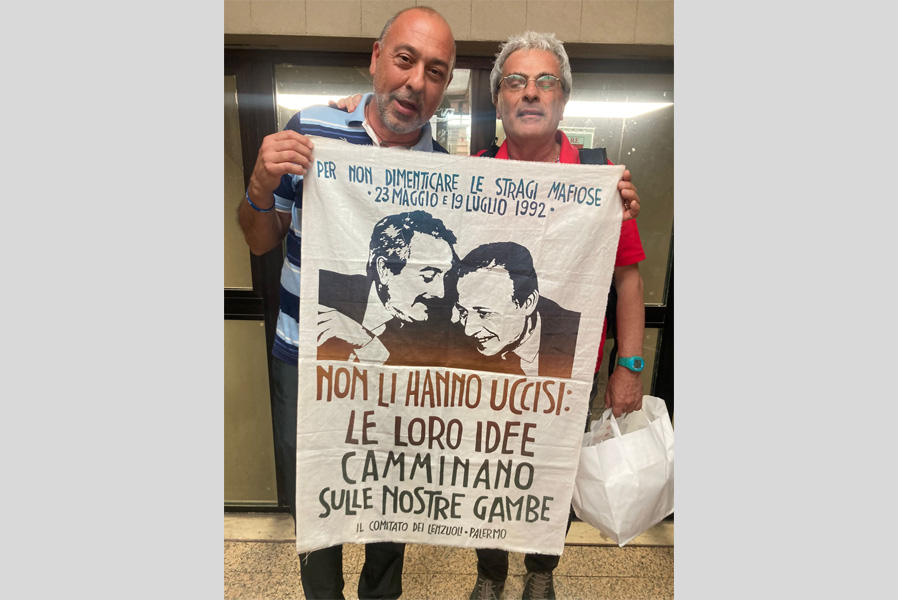 PER NON DIMENTICARE LE STRAGI MAFIOSE
• 23 MAGGIO E 19 LUGLIO 1992 •
NON LI HANNO UCCISI:
LE LORO IDEE
CAMMINANO
SULLE NOSTRE GAMBE
IL COMITATO DEI LENZUOLI • PALERMO